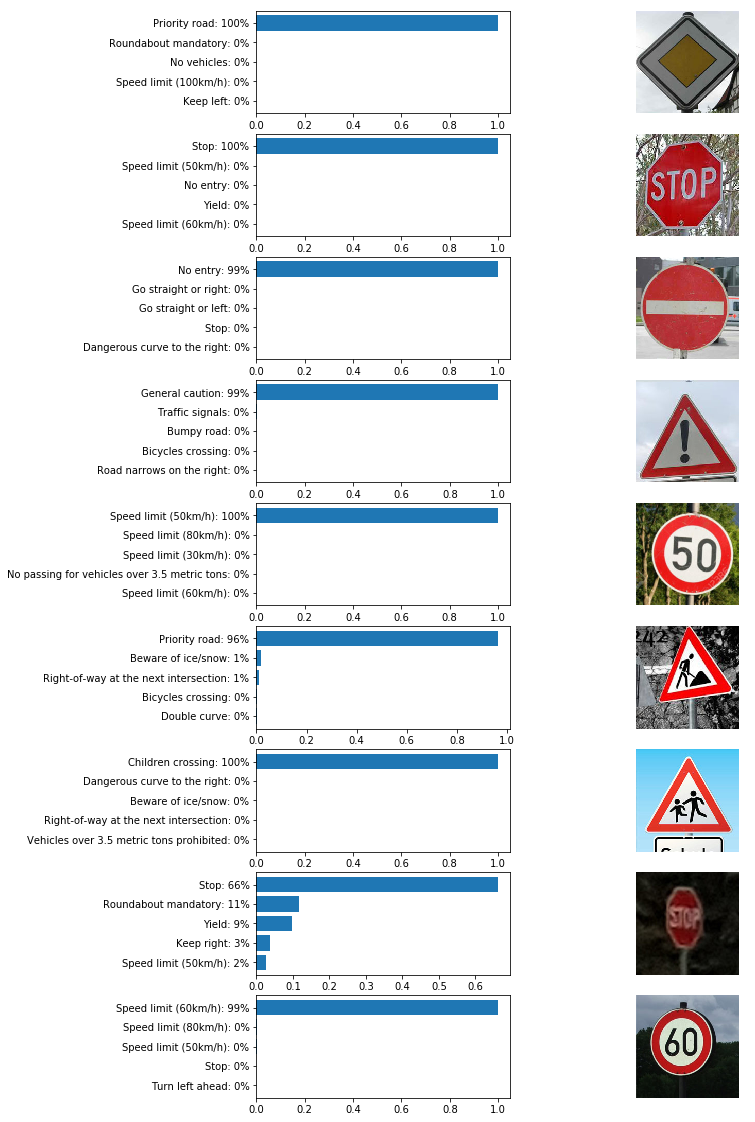 Priority road: 100%
Roundabout mandatory: 0%
No vehicles: 0%
Speed limit (100km/h): 0%
Keep left: 0%
0.0 0.2 0.4 0.6 0.8 1.0
Stop: 100%
Speed limit (50km/h): 0%
No entry: 0%
Yield: 0%
Speed limit (60km/h): 0%
0.0 0.2 0.4 0.6 0.8 1.0
STOP
No entry: 99%
Go straight or right: 0%
Go straight or left: 0%
Stop: 0%
Dangerous curve to the right: 0%
0.0 0.2 0.4 0.6 0.8 1.0
General caution: 99%
Traffic signals: 0%
Bumpy road: 0%
Bicycles crossing: 0%
Road narrows on the right: 0%
0.0 0.2 0.4 0.6 0.8 1.0
!
Speed limit (50km/h): 100%
Speed limit (80km/h): 0%
Speed limit (30km/h): 0%
No passing for vehicles over 3.5 metric tons: 0%
Speed limit (60km/h): 0%
0.0 0.2 0.4 0.6 0.8 1.0
50
Priority road: 96%
Beware of ice/snow: 1%
Right-of-way at the next intersection: 1%
Bicycles crossing: 0%
Double curve: 0%
0.0 0.2 0.4 0.6 0.8 1.0
242
Children crossing: 100%
Dangerous curve to the right: 0%
Beware of ice/snow: 0%
Right-of-way at the next intersection: 0%
Vehicles over 3.5 metric tons prohibited: 0%
0.0 0.2 0.4 0.6 0.8 1.0
Stop: 66%
Roundabout mandatory: 11%
Yield: 9%
Keep right: 3%
Speed limit (50km/h): 2%
0.0 0.1 0.2 0.3 0.4 0.5 0.6
STOP
Speed limit (60km/h): 99%
Speed limit (80km/h): 0%
Speed limit (50km/h): 0%
Stop: 0%
Turn left ahead: 0%
0.0 0.2 0.4 0.6 0.8 1.0
60